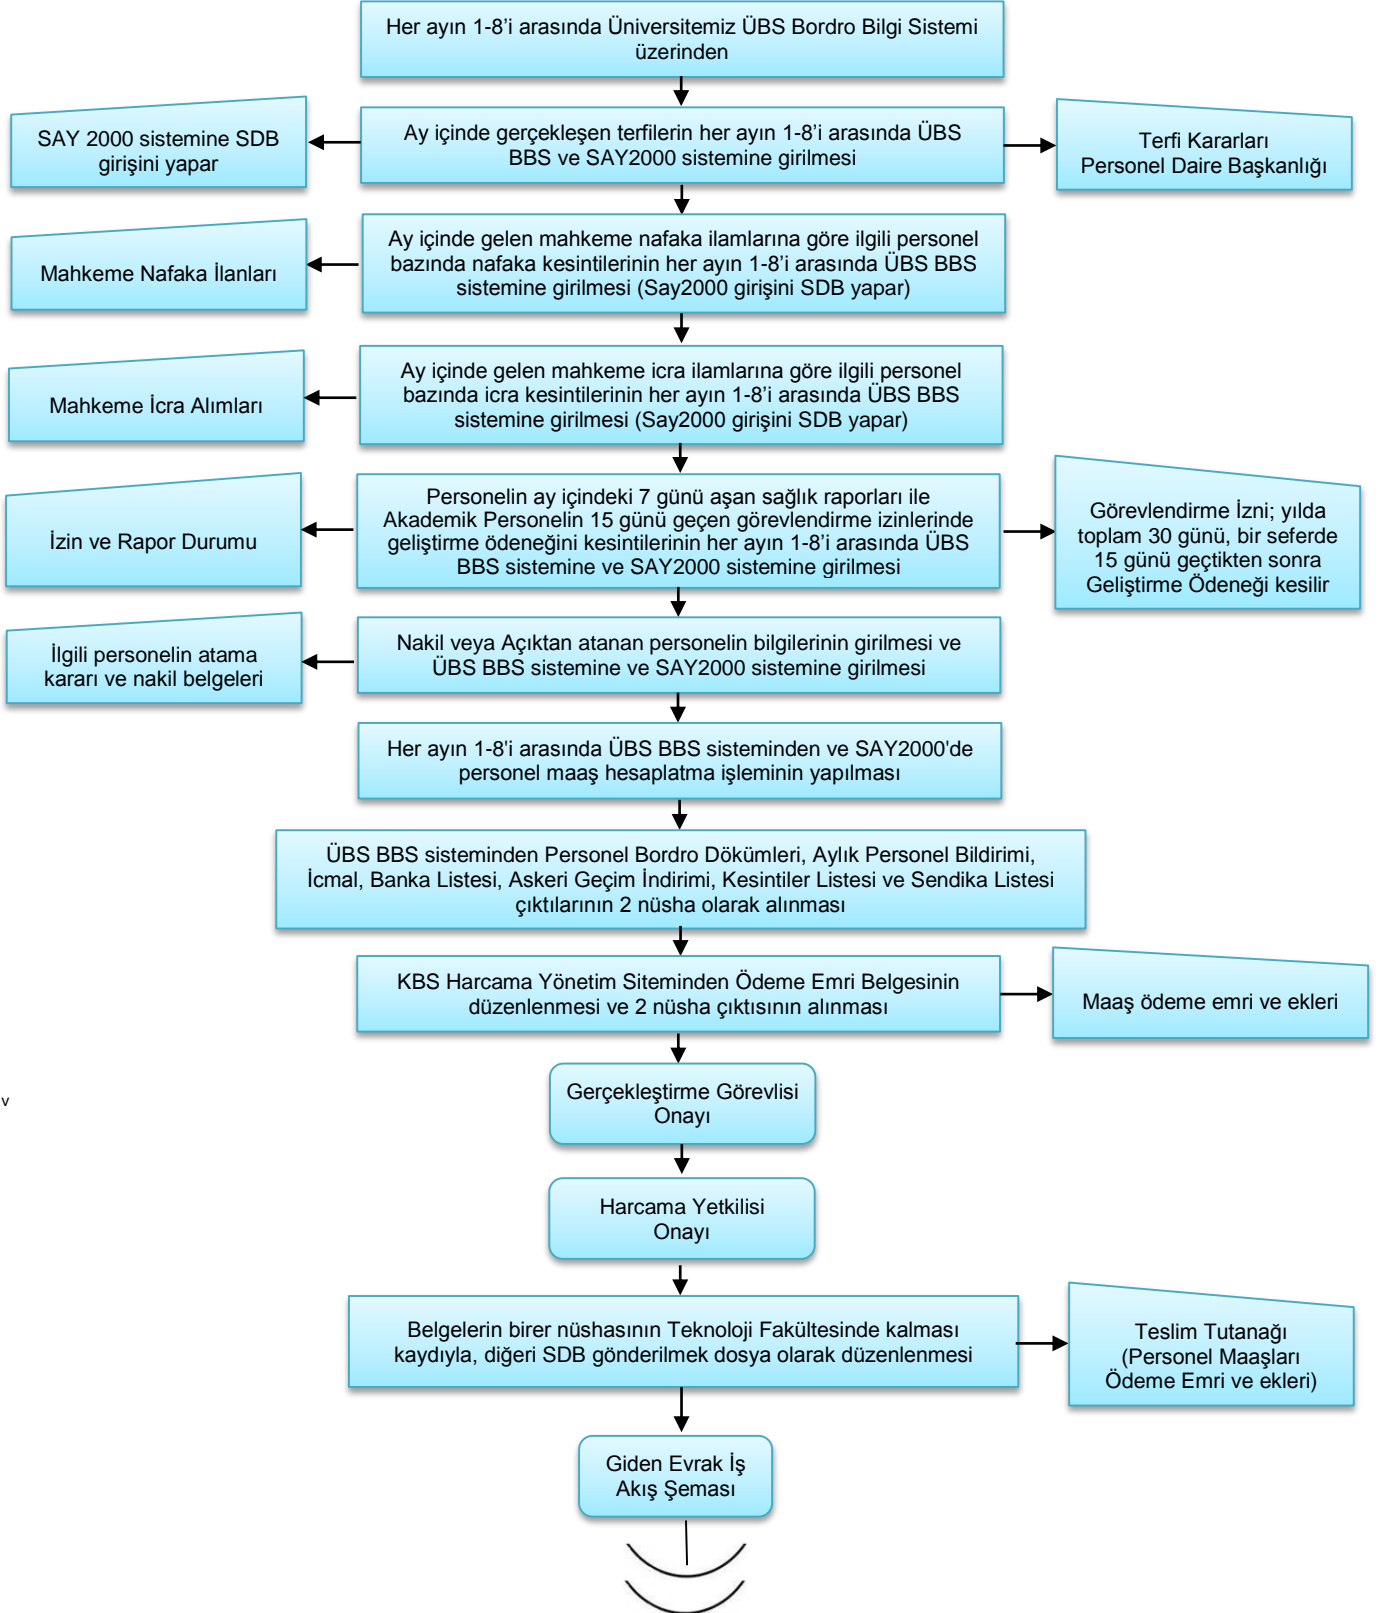 Her ayın 1-8’i arasında Üniversitemiz ÜBS Bordro Bilgi Sistemi
üzerinden
SAY 2000 sistemine SDB
girişini yapar
Ay içinde gerçekleşen terfilerin her ayın 1-8’i arasında ÜBS
BBS ve SAY2000 sistemine girilmesi
Terfi Kararları
Personel Daire Başkanlığı
Mahkeme Nafaka İlanları
Ay içinde gelen mahkeme nafaka ilamlarına göre ilgili personel
bazında nafaka kesintilerinin her ayın 1-8’i arasında ÜBS BBS
sistemine girilmesi (Say2000 girişini SDB yapar)
Mahkeme İcra Alımları
Ay içinde gelen mahkeme icra ilamlarına göre ilgili personel
bazında icra kesintilerinin her ayın 1-8’i arasında ÜBS BBS
sistemine girilmesi (Say2000 girişini SDB yapar)
İzin ve Rapor Durumu
Personelin ay içindeki 7 günü aşan sağlık raporları ile
Akademik Personelin 15 günü geçen görevlendirme izinlerinde
geliştirme ödeneğini kesintilerinin her ayın 1-8’i arasında ÜBS
BBS sistemine ve SAY2000 sistemine girilmesi
Görevlendirme İzni; yılda
toplam 30 günü, bir seferde
15 günü geçtikten sonra
Geliştirme Ödeneği kesilir
İlgili personelin atama
kararı ve nakil belgeleri
Nakil veya Açıktan atanan personelin bilgilerinin girilmesi ve
ÜBS BBS sistemine ve SAY2000 sistemine girilmesi
Her ayın 1-8'i arasında ÜBS BBS sisteminden ve SAY2000'de
personel maaş hesaplatma işleminin yapılması
ÜBS BBS sisteminden Personel Bordro Dökümleri, Aylık Personel Bildirimi,
İcmal, Banka Listesi, Askeri Geçim İndirimi, Kesintiler Listesi ve Sendika Listesi
çıktılarının 2 nüsha olarak alınması
KBS Harcama Yönetim Siteminden Ödeme Emri Belgesinin
düzenlenmesi ve 2 nüsha çıktısının alınması
Maaş ödeme emri ve ekleri
Gerçekleştirme Görevlisi
Onayı
v
Harcama Yetkilisi
Onayı
Belgelerin birer nüshasının Teknoloji Fakültesinde kalması
kaydıyla, diğeri SDB gönderilmek dosya olarak düzenlenmesi
Teslim Tutanağı
(Personel Maaşları
Ödeme Emri ve ekleri)
Giden Evrak İş
Akış Şeması